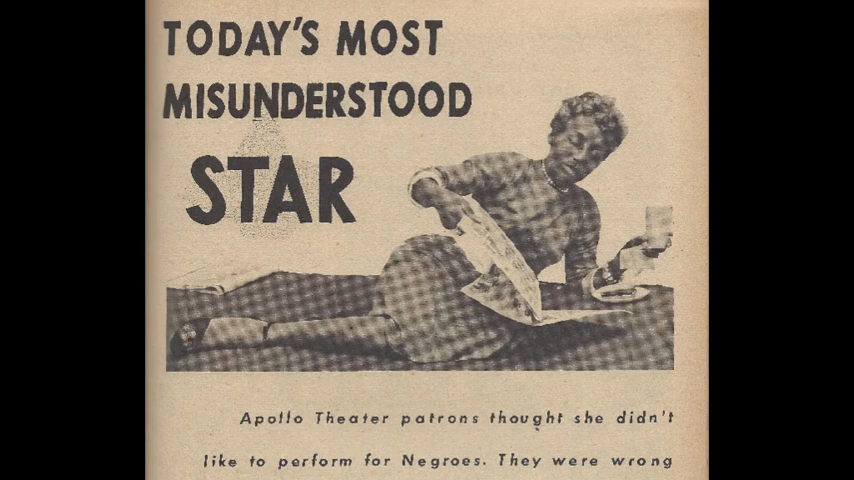 TODAY'S MOST
MISUNDERSTOOD
STAR
Apollo Theater patrons thought she didn't
like to perform for Negroes. They were wrong